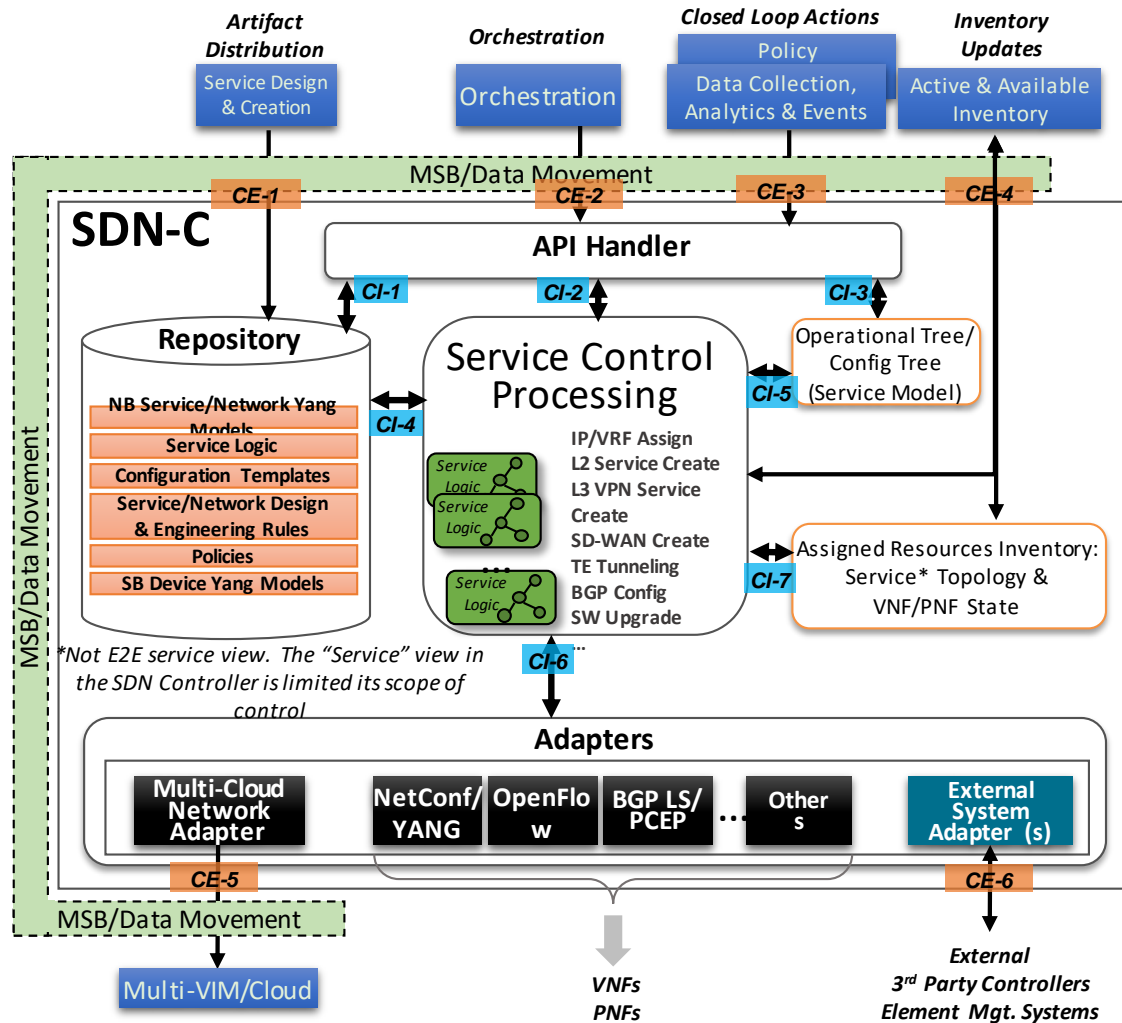 Artifact
Distribution
Orchestration
Closed Loop Actions
Inventory
Updates
Service Design
& Creation
Orchestration
Policy
Data Collection,
Analytics & Events
Active & Available
Inventory
MSB/Data Movement
CE-1
CE-2
CE-3
CE-4
SDN-C
API Handler
CI-1
CI-2
CI-3
Repository
NB Service/Network Yang
Models
Service Logic
Configuration Templates
Service/Network Design
& Engineering Rules
Policies
SB Device Yang Models
CI-4
Service Control
Processing
IP/VRF Assign
L2 Service Create
L3 VPN Service
Create
SD-WAN Create
TE Tunneling
BGP Config
SW Upgrade
...
Service
Logic
Service
Logic
...
Service
Logic
CI-5
Operational Tree/
Config Tree
(Service Model)
CI-7
Assigned Resources Inventory:
Service* Topology &
VNF/PNF State
MSB/Data Movement
*Not E2E service view. The “Service” view in
the SDN Controller is limited its scope of
control
CI-6
Adapters
Multi-Cloud
Network
Adapter
NetConf/
YANG
OpenFlo
w
BGP LS/
PCEP
...
Other
s
External
System
Adapter (s)
CE-5
CE-6
MSB/Data Movement
Multi-VIM/Cloud
VNFs
PNFs
External
3rd Party Controllers
Element Mgt. Systems